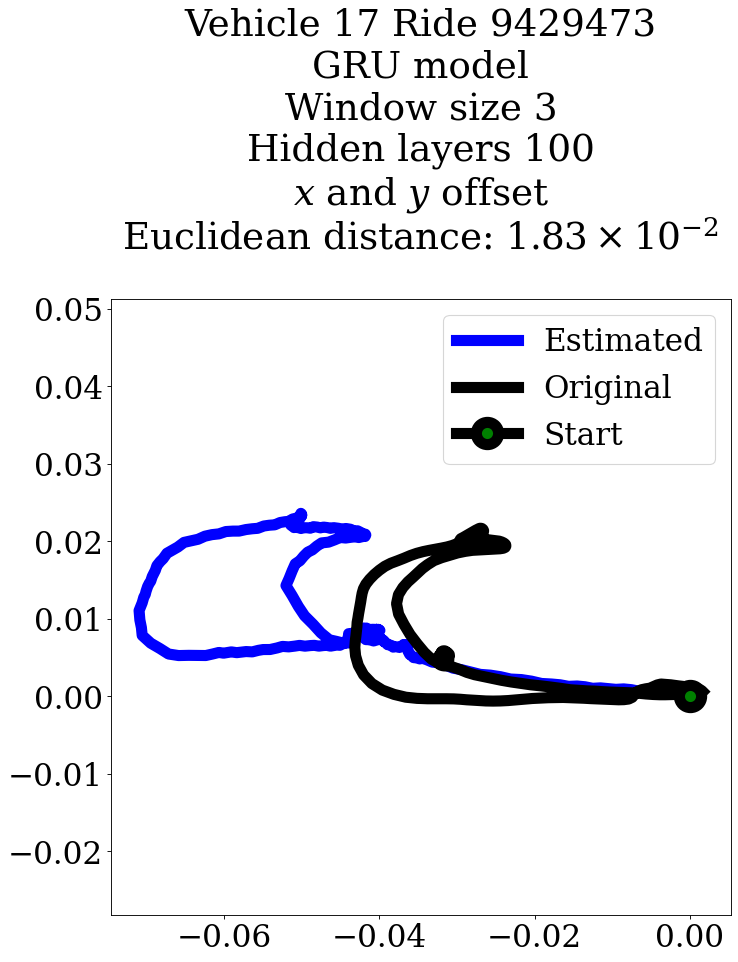 Vehicle 17 Ride 9429473
GRU model
Window size 3
Hidden layers 100
x and y offset
Euclidean distance: 1.83 × 10⁻²
Estimated
Original
Start
0.05
0.04
0.03
0.02
0.01
0.00
−0.01
−0.02
−0.06
−0.04
−0.02
0.00